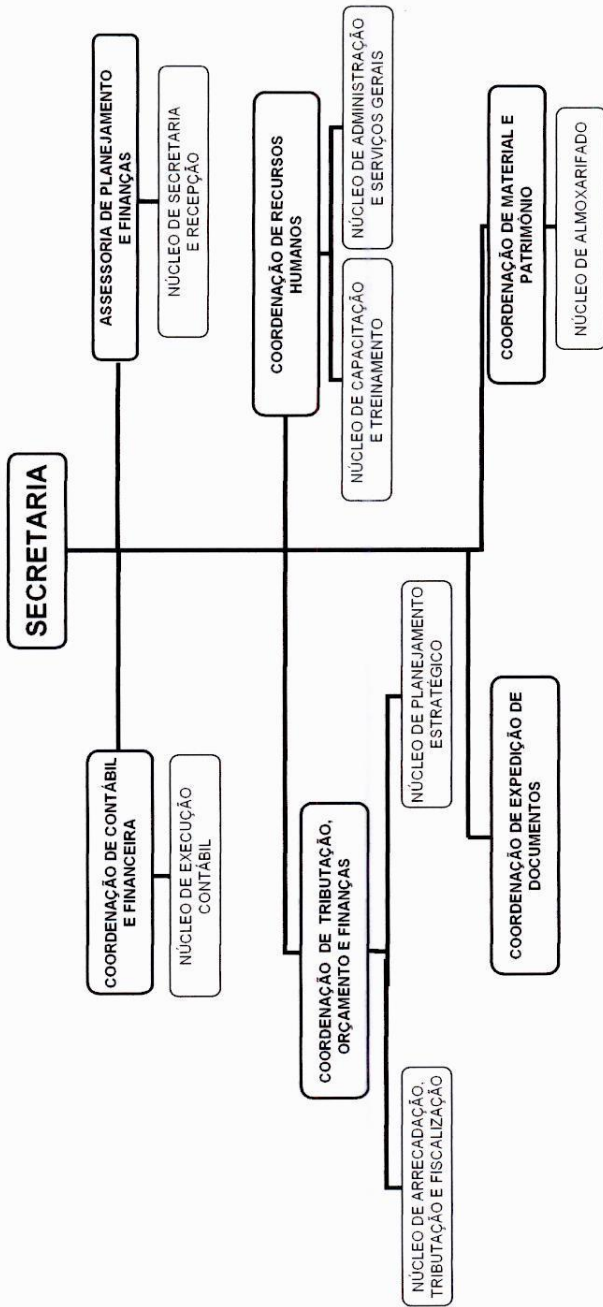 SECRETARIA
COORDENAÇÃO DE CONTÁBIL
E FINANCEIRA
NÚCLEO DE EXECUÇÃO
CONTÁBIL
ASSESSORIA DE PLANEJAMENTO
E FINANÇAS
NÚCLEO DE SECRETARIA
E RECEPÇÃO
COORDENAÇÃO DE TRIBUTAÇÃO,
ORÇAMENTO E FINANÇAS
NÚCLEO DE ARRECADAÇÃO,
TRIBUTAÇÃO E FISCALIZAÇÃO
NÚCLEO DE PLANEJAMENTO
ESTRATÉGICO
COORDENAÇÃO DE RECURSOS
HUMANOS
NÚCLEO DE CAPACITAÇÃO
E TREINAMENTO
NÚCLEO DE ADMINISTRAÇÃO
E SERVIÇOS GERAIS
COORDENAÇÃO DE EXPEDIÇÃO DE
DOCUMENTOS
COORDENAÇÃO DE MATERIAL E
PATRIMÔNIO
NÚCLEO DE ALMOXARIFADO